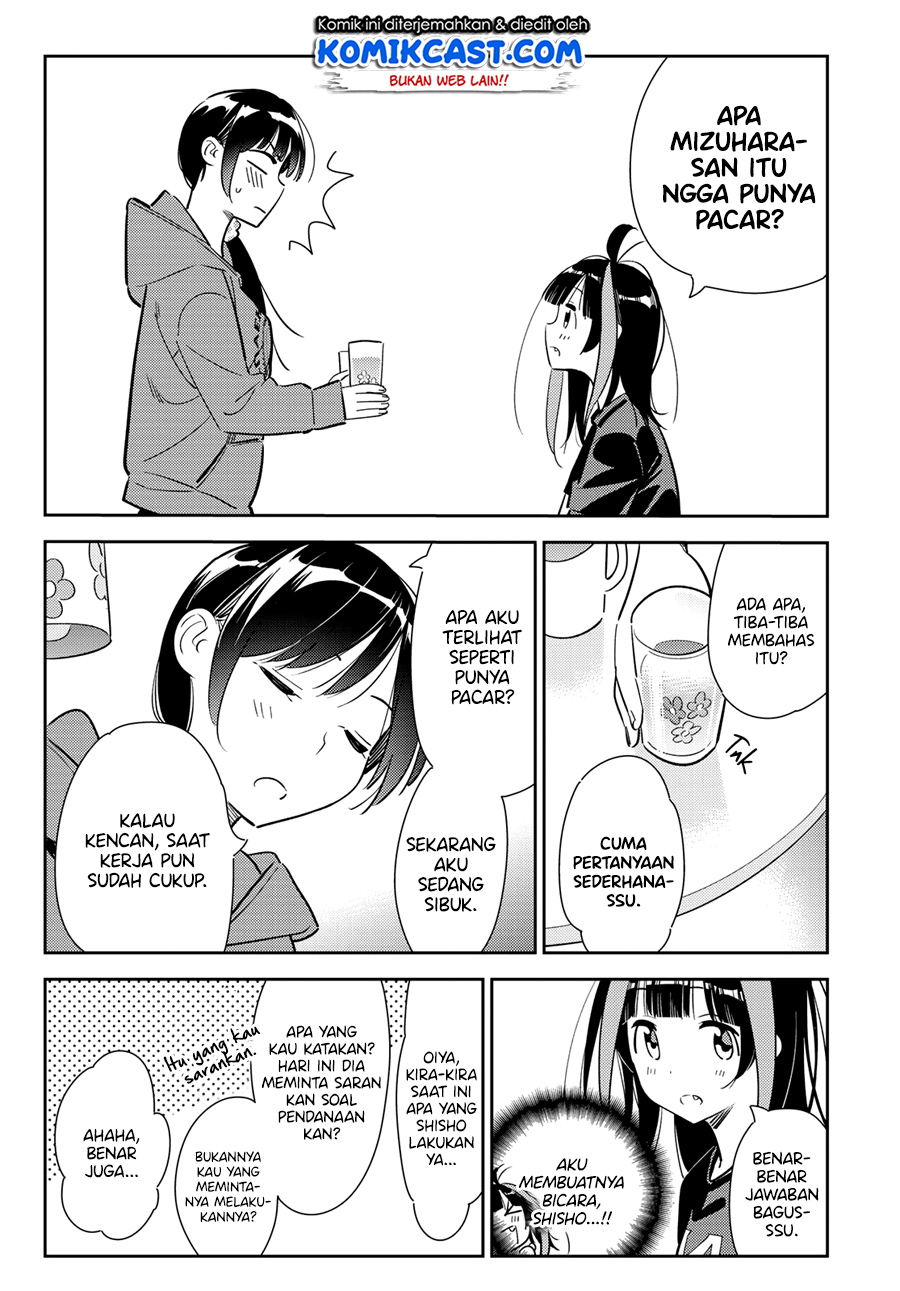 Komik ini diterjemahkan & diedit oleh
KOMIKCAST.COM
BUKAN WEB LAIN!!
APA
MIZUHARA-
SAN ITU
NGGA PUNYA
PACAR?
ADA APA,
TIBA-TIBA
MEMBAHAS
ITU?
Tuk
CUMA
PERTANYAAN
SEDERHANA-
SSU.
APA AKU
TERLIHAT
SEPERTI
PUNYA
PACAR?
SEKARANG
AKU
SEDANG
SIBUK.
KALAU
KENCAN, SAAT
KERJA PUN
SUDAH CUKUP.
BENAR-
BENAR
JAWABAN
BAGUS-
SSU.
AKU
MEMBUATNYA
BICARA,
SHISHO...!!
OIYA,
KIRA-KIRA
SAAT INI
APA YANG
SHISHO
LAKUKAN
YA...
APA YANG
KAU KATAKAN?
HARI INI DIA
MEMINTA SARAN
KAN SOAL
PENDANAAN
KAN?
Itu yang kau
sarankan.
BUKANNYA
KAU YANG
MEMINTA-
NYA MELAKU-
KANNYA?
AHAHA,
BENAR
JUGA...